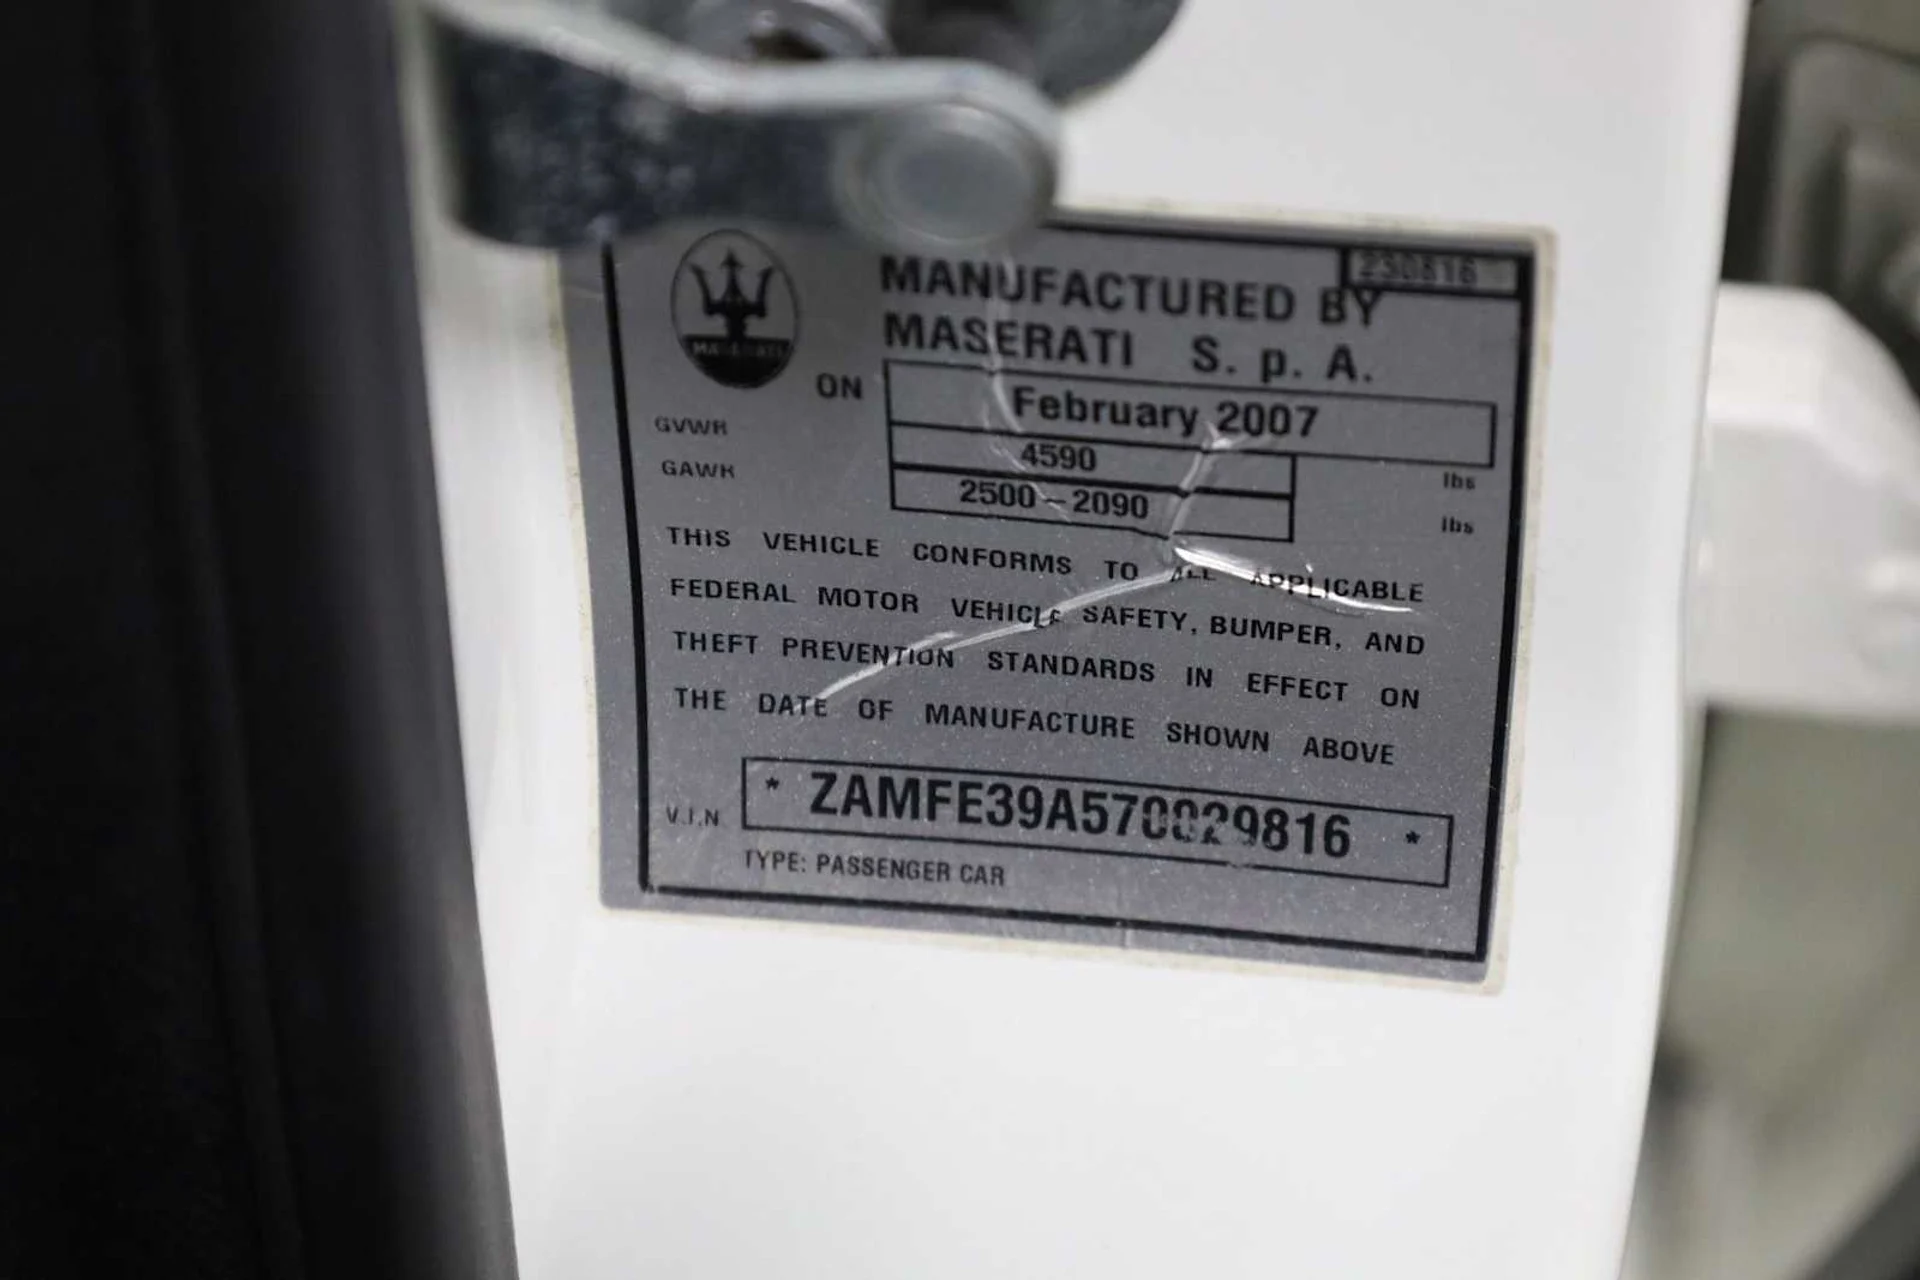 230816
MANUFACTURED BY
MASERATI S. p. A.
MASERATI
ON February 2007
GVWR 4590 lbs
GAWR 2500-2090 lbs
THIS VEHICLE CONFORMS TO ALL APPLICABLE
FEDERAL MOTOR VEHICLE SAFETY, BUMPER, AND
THEFT PREVENTION STANDARDS IN EFFECT ON
THE DATE OF MANUFACTURE SHOWN ABOVE
V.I.N * ZAMFE39A570029816 *
TYPE: PASSENGER CAR